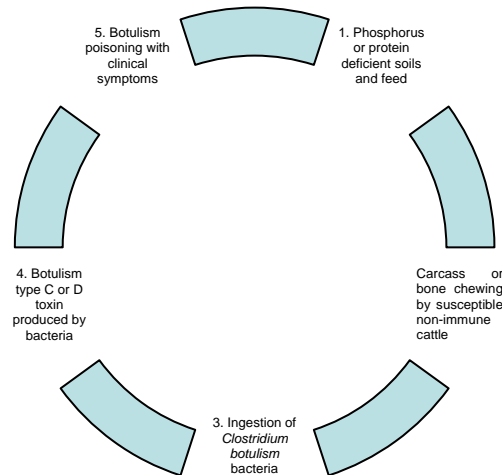 5. Botulism
poisoning with
clinical
symptoms
1. Phosphorus
or protein
deficient soils
and feed
Carcass or
bone chewing
by susceptible
non-immune
cattle
3. Ingestion of
Clostridium
botulism
bacteria
4. Botulism
type C or D
toxin
produced by
bacteria